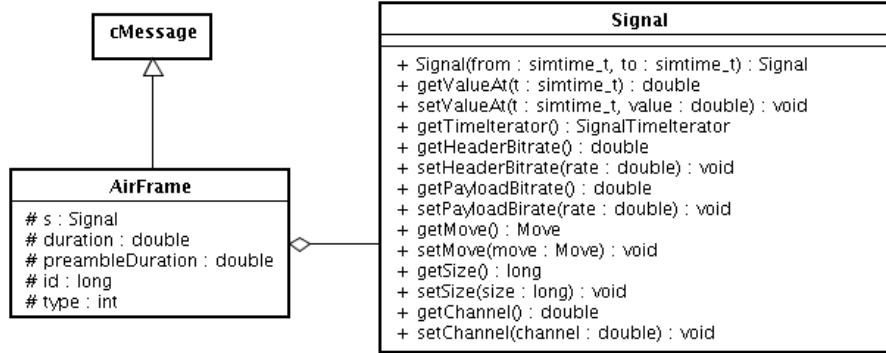 cMessage
AirFrame
# s : Signal
# duration : double
# preambleDuration : double
# id : long
# type : int
Signal
+ Signal(from : simtime_t, to : simtime_t) : Signal
+ getValueAt(t : simtime_t) : double
+ setValueAt(t : simtime_t, value : double) : void
+ getTimeIterator() : SignalTimeIterator
+ getHeaderBitrate() : double
+ setHeaderBitrate(rate : double) : void
+ getPayloadBitrate() : double
+ setPayloadBirate(rate : double) : void
+ getMove() : Move
+ setMove(move : Move) : void
+ getSize() : long
+ setSize(size : long) : void
+ getChannel() : double
+ setChannel(channel : double) : void